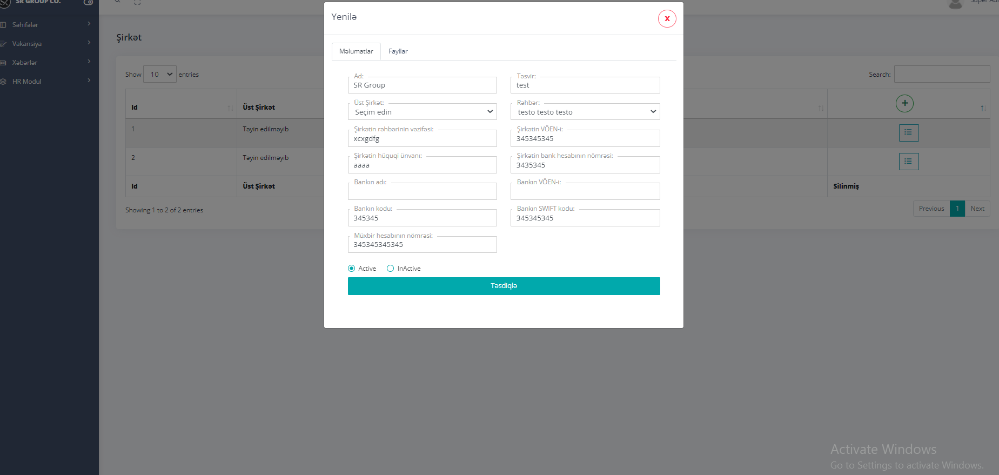 SR GROUP CO.
Səhifələr
Vakansiya
Xəbərlər
HR Modul
Super
Şirkət
Show 10 entries
Search:
Id
Üst Şirkət
1
Təyin edilməyib
2
Təyin edilməyib
Id
Üst Şirkət
Silinmiş
Showing 1 to 2 of 2 entries
Previous 1 Next
Yenilə
x
Məlumatlar
Fayllar
Ad:
SR Group
Təsvir:
test
Üst Şirkət:
Seçim edin
Rəhbər:
testo testo testo
Şirkətin rəhbərinin vəzifəsi:
xcxgdfg
Şirkətin VÖEN-i:
345345345
Şirkətin hüquqi ünvanı:
aaaa
Şirkətin bank hesabının nömrəsi:
3435345
Bankın adı:
Bankın VÖEN-i:
Bankın kodu:
345345
Bankın SWIFT kodu:
345345345
Müxbir hesabının nömrəsi:
345345345345
Active
InActive
Təsdiqlə
Activate Windows
Go to Settings to activate Windows.